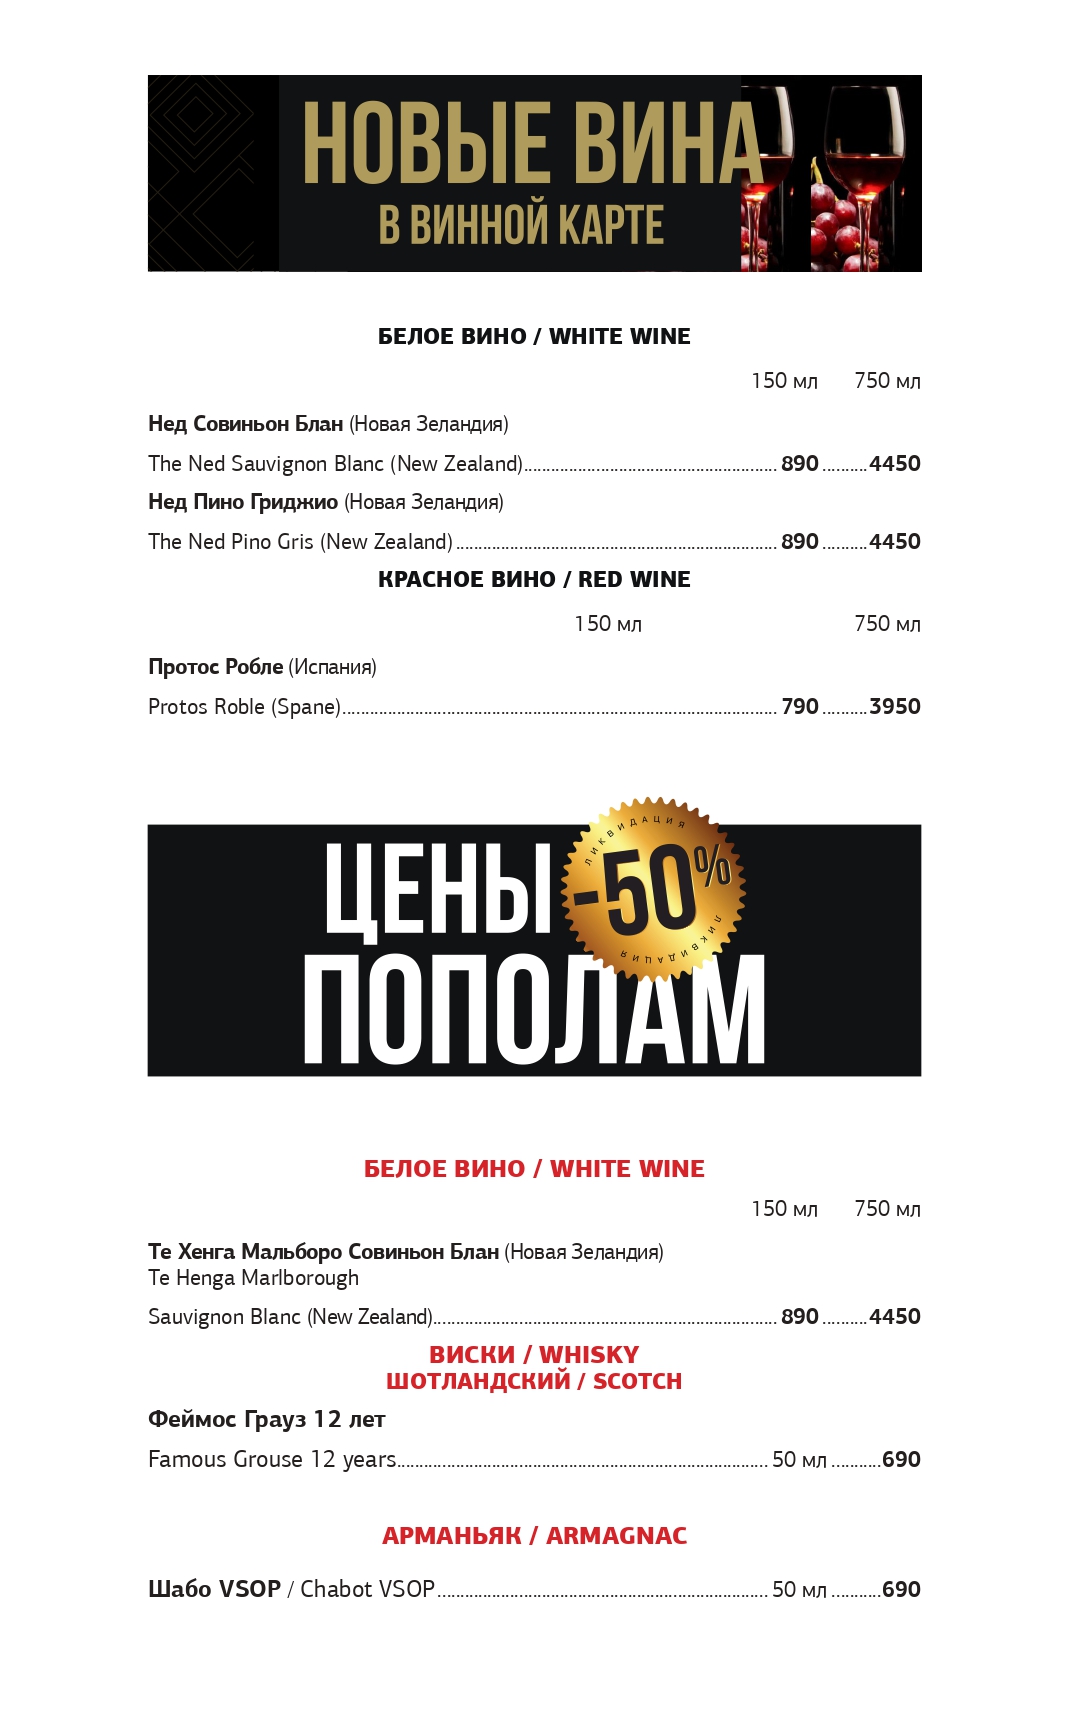 НОВЫЕ ВИНА
В ВИННОЙ КАРТЕ
БЕЛОЕ ВИНО / WHITE WINE
150 мл 750 мл
Нед Совиньон Блан (Новая Зеландия)
The Ned Sauvignon Blanc (New Zealand)........................................................ 890 ..........4450
Нед Пино Гриджио (Новая Зеландия)
The Ned Pino Gris (New Zealand) ....................................................................... 890 ..........4450
КРАСНОЕ ВИНО / RED WINE
150 мл 750 мл
Протос Робле (Испания)
Protos Roble (Spane)................................................................................................ 790 ..........3950
ЛИКВИДАЦИЯ
ЦЕНЫ -50%
ЛИКВИДАЦИЯ
ПОПОЛАМ
БЕЛОЕ ВИНО / WHITE WINE
150 мл 750 мл
Те Хенга Мальборо Совиньон Блан (Новая Зеландия)
Te Henga Marlborough
Sauvignon Blanc (New Zealand)............................................................................ 890 ..........4450
ВИСКИ / WHISKY
ШОТЛАНДСКИЙ / SCOTCH
Феймос Грауз 12 лет
Famous Grouse 12 years.................................................................................. 50 мл ...........690
АРМАНЬЯК / ARMAGNAC
Шабо VSOP / Chabot VSOP......................................................................... 50 мл ...........690